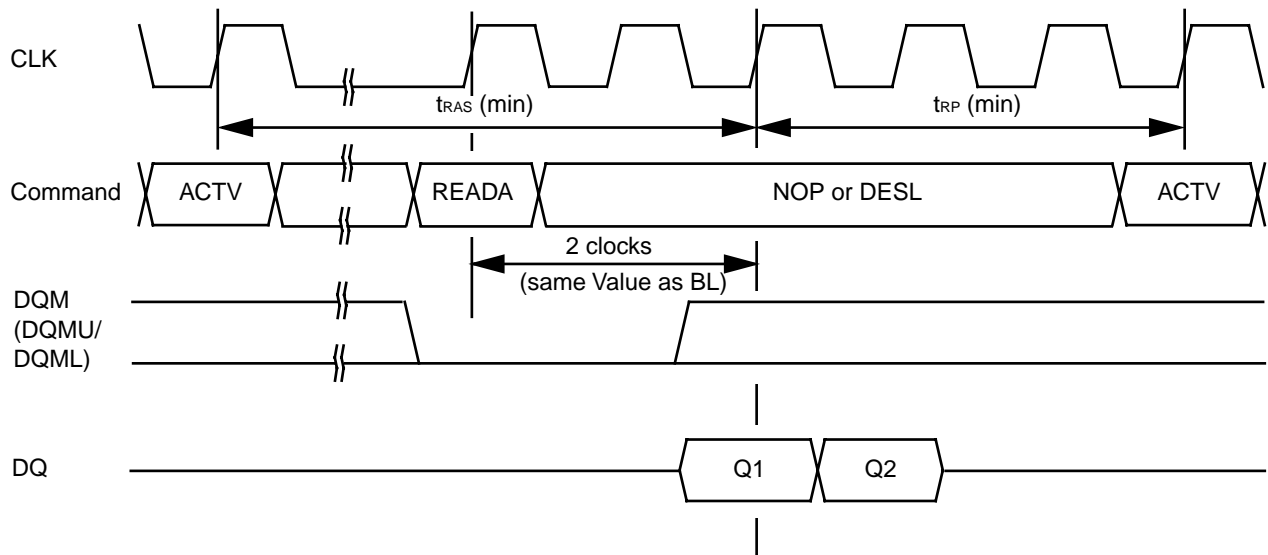 CLK
tRAS (min)
tRP (min)
Command
ACTV
READA
NOP or DESL
ACTV
2 clocks
(same Value as BL)
DQM
(DQMU/
DQML)
DQ
Q1
Q2